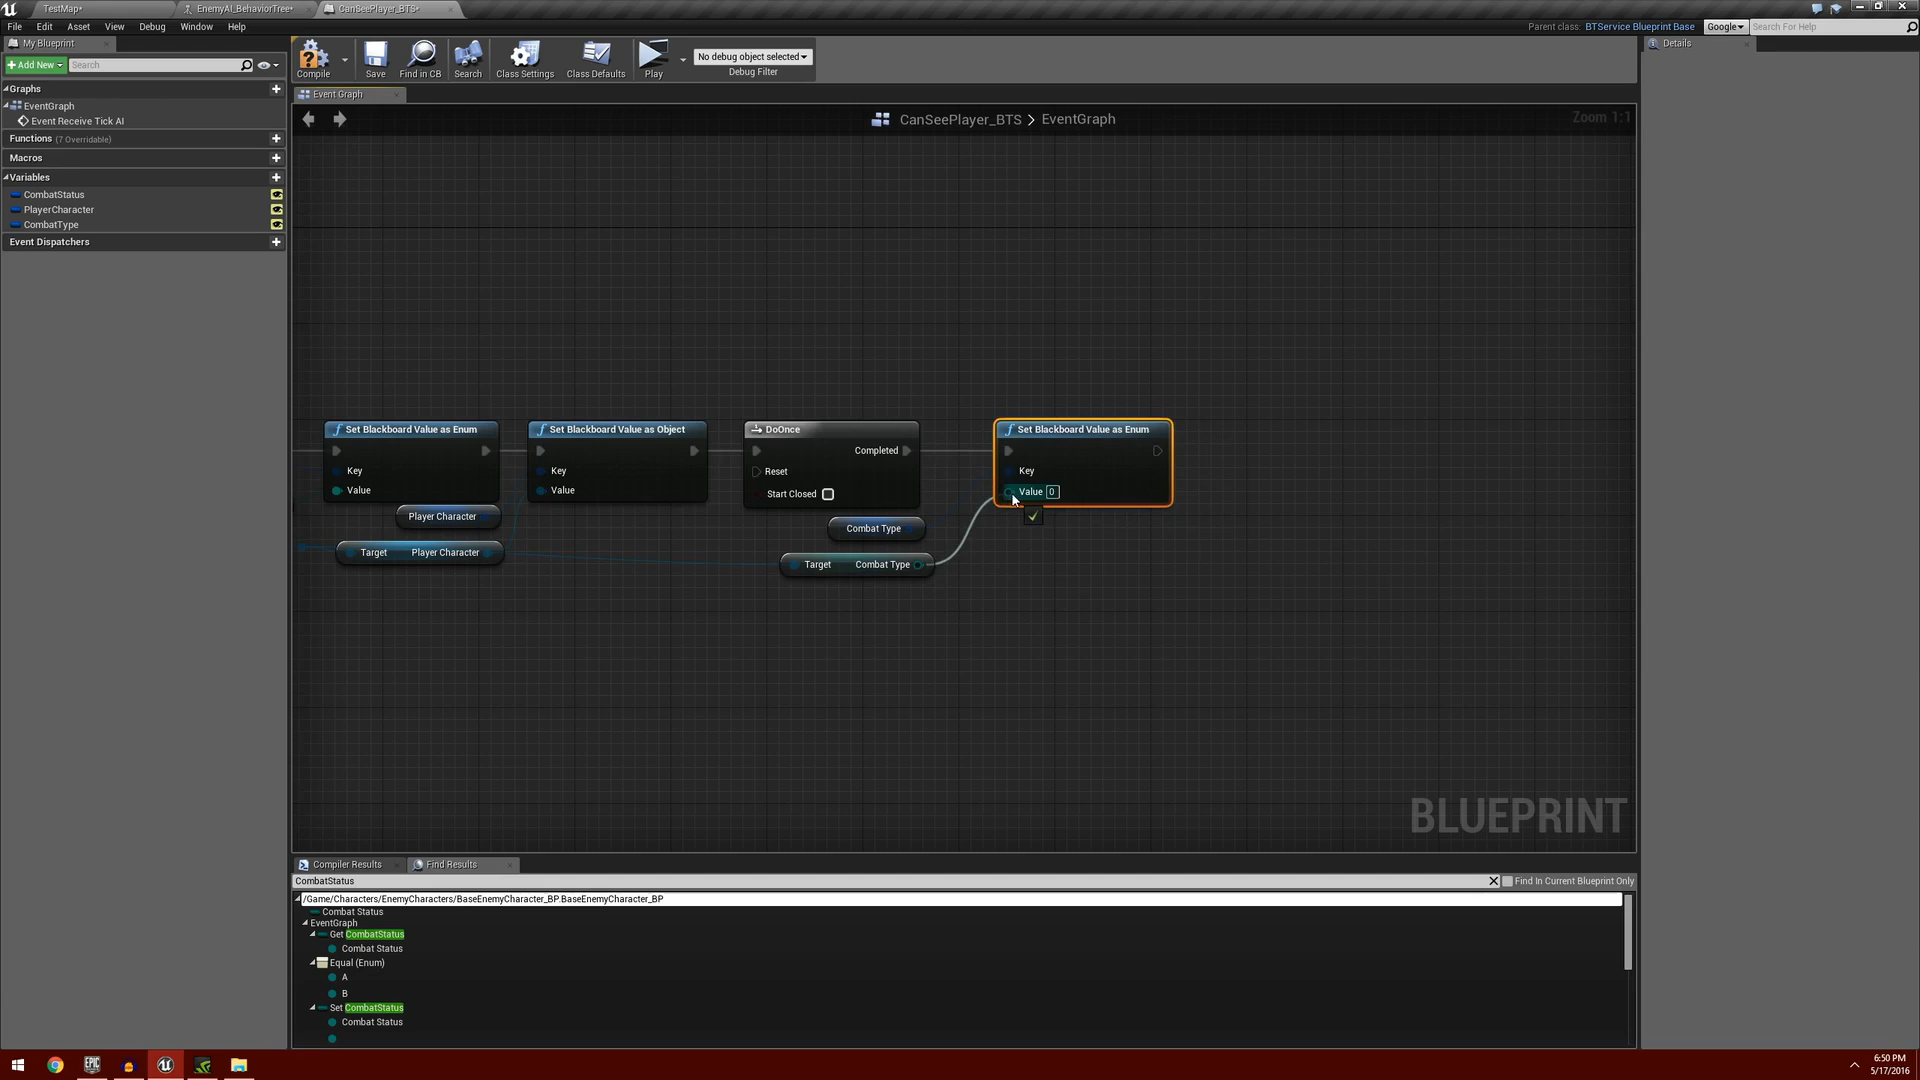 TestMap*
EnemyAI_BehaviorTree*
CanSeePlayer_BTS*
File Edit Asset View Debug Window Help
Parent class: BTService Blueprint Base
Google
Search For Help
My Blueprint
Details
Add New
Search
Compile
Save
Find in CB
Search
Class Settings
Class Defaults
Play
No debug object selected
Debug Filter
Graphs
EventGraph
Event Receive Tick AI
Functions (7 Overridable)
Macros
Variables
CombatStatus
PlayerCharacter
CombatType
Event Dispatchers
Event Graph
CanSeePlayer_BTS > EventGraph
Zoom 1:1
Set Blackboard Value as Enum
Key
Value
Set Blackboard Value as Object
Key
Value
DoOnce
Completed
Reset
Start Closed
Set Blackboard Value as Enum
Key
Value 0
Player Character
Target Player Character
Combat Type
Target Combat Type
BLUEPRINT
Compiler Results
Find Results
CombatStatus
Find In Current Blueprint Only
/Game/Characters/EnemyCharacters/BaseEnemyCharacter_BP.BaseEnemyCharacter_BP
Combat Status
EventGraph
Get CombatStatus
Combat Status
Equal (Enum)
A
B
Set CombatStatus
Combat Status
EPIC
6:50 PM
5/17/2016